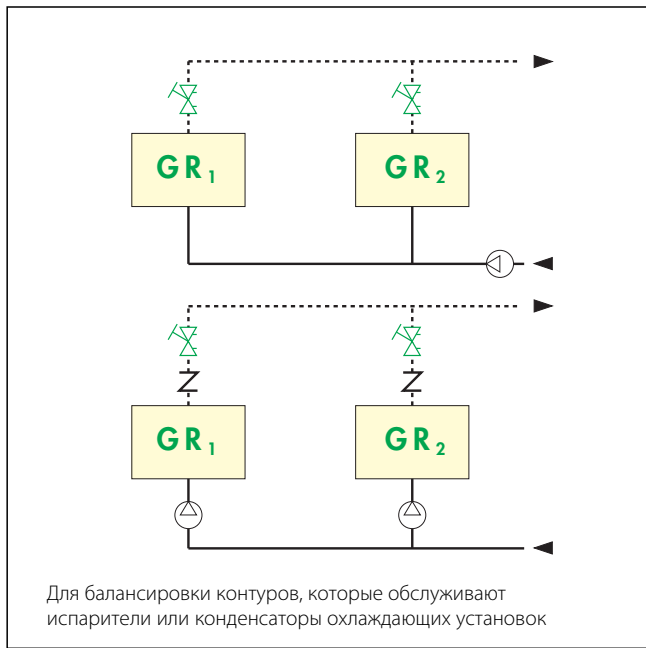 GR₁ GR₂
GR₁ GR₂
Для балансировки контуров, которые обслуживают
испарители или конденсаторы охлаждающих установок